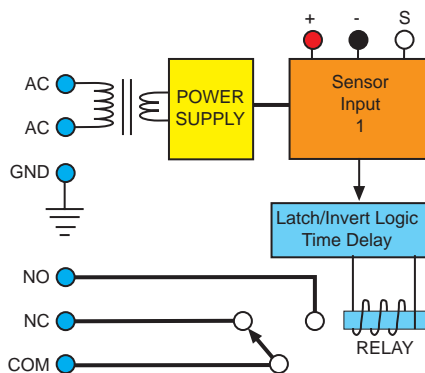 + - S
AC
AC
GND
POWER
SUPPLY
Sensor
Input
1
Latch/Invert Logic
Time Delay
NO
NC
COM
RELAY